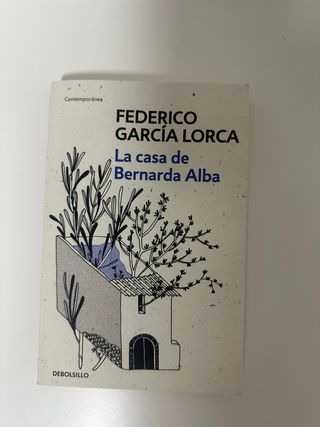 Contemporánea
FEDERICO
GARCÍA LORCA
La casa de
Bernarda Alba
DEBOLSILLO